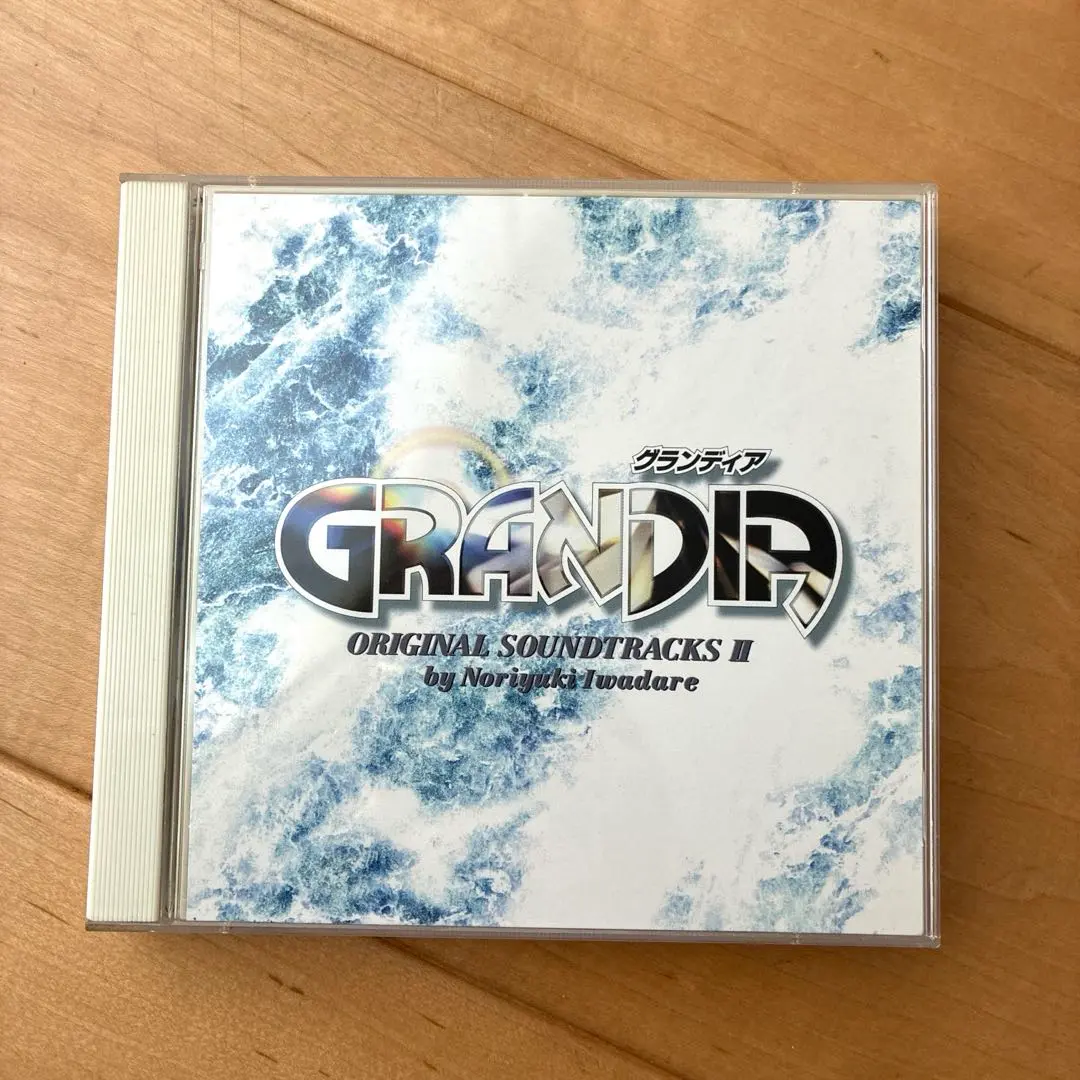 グランディア
GRANDIA
ORIGINAL SOUNDTRACKS II
by Noriyuki Iwadare